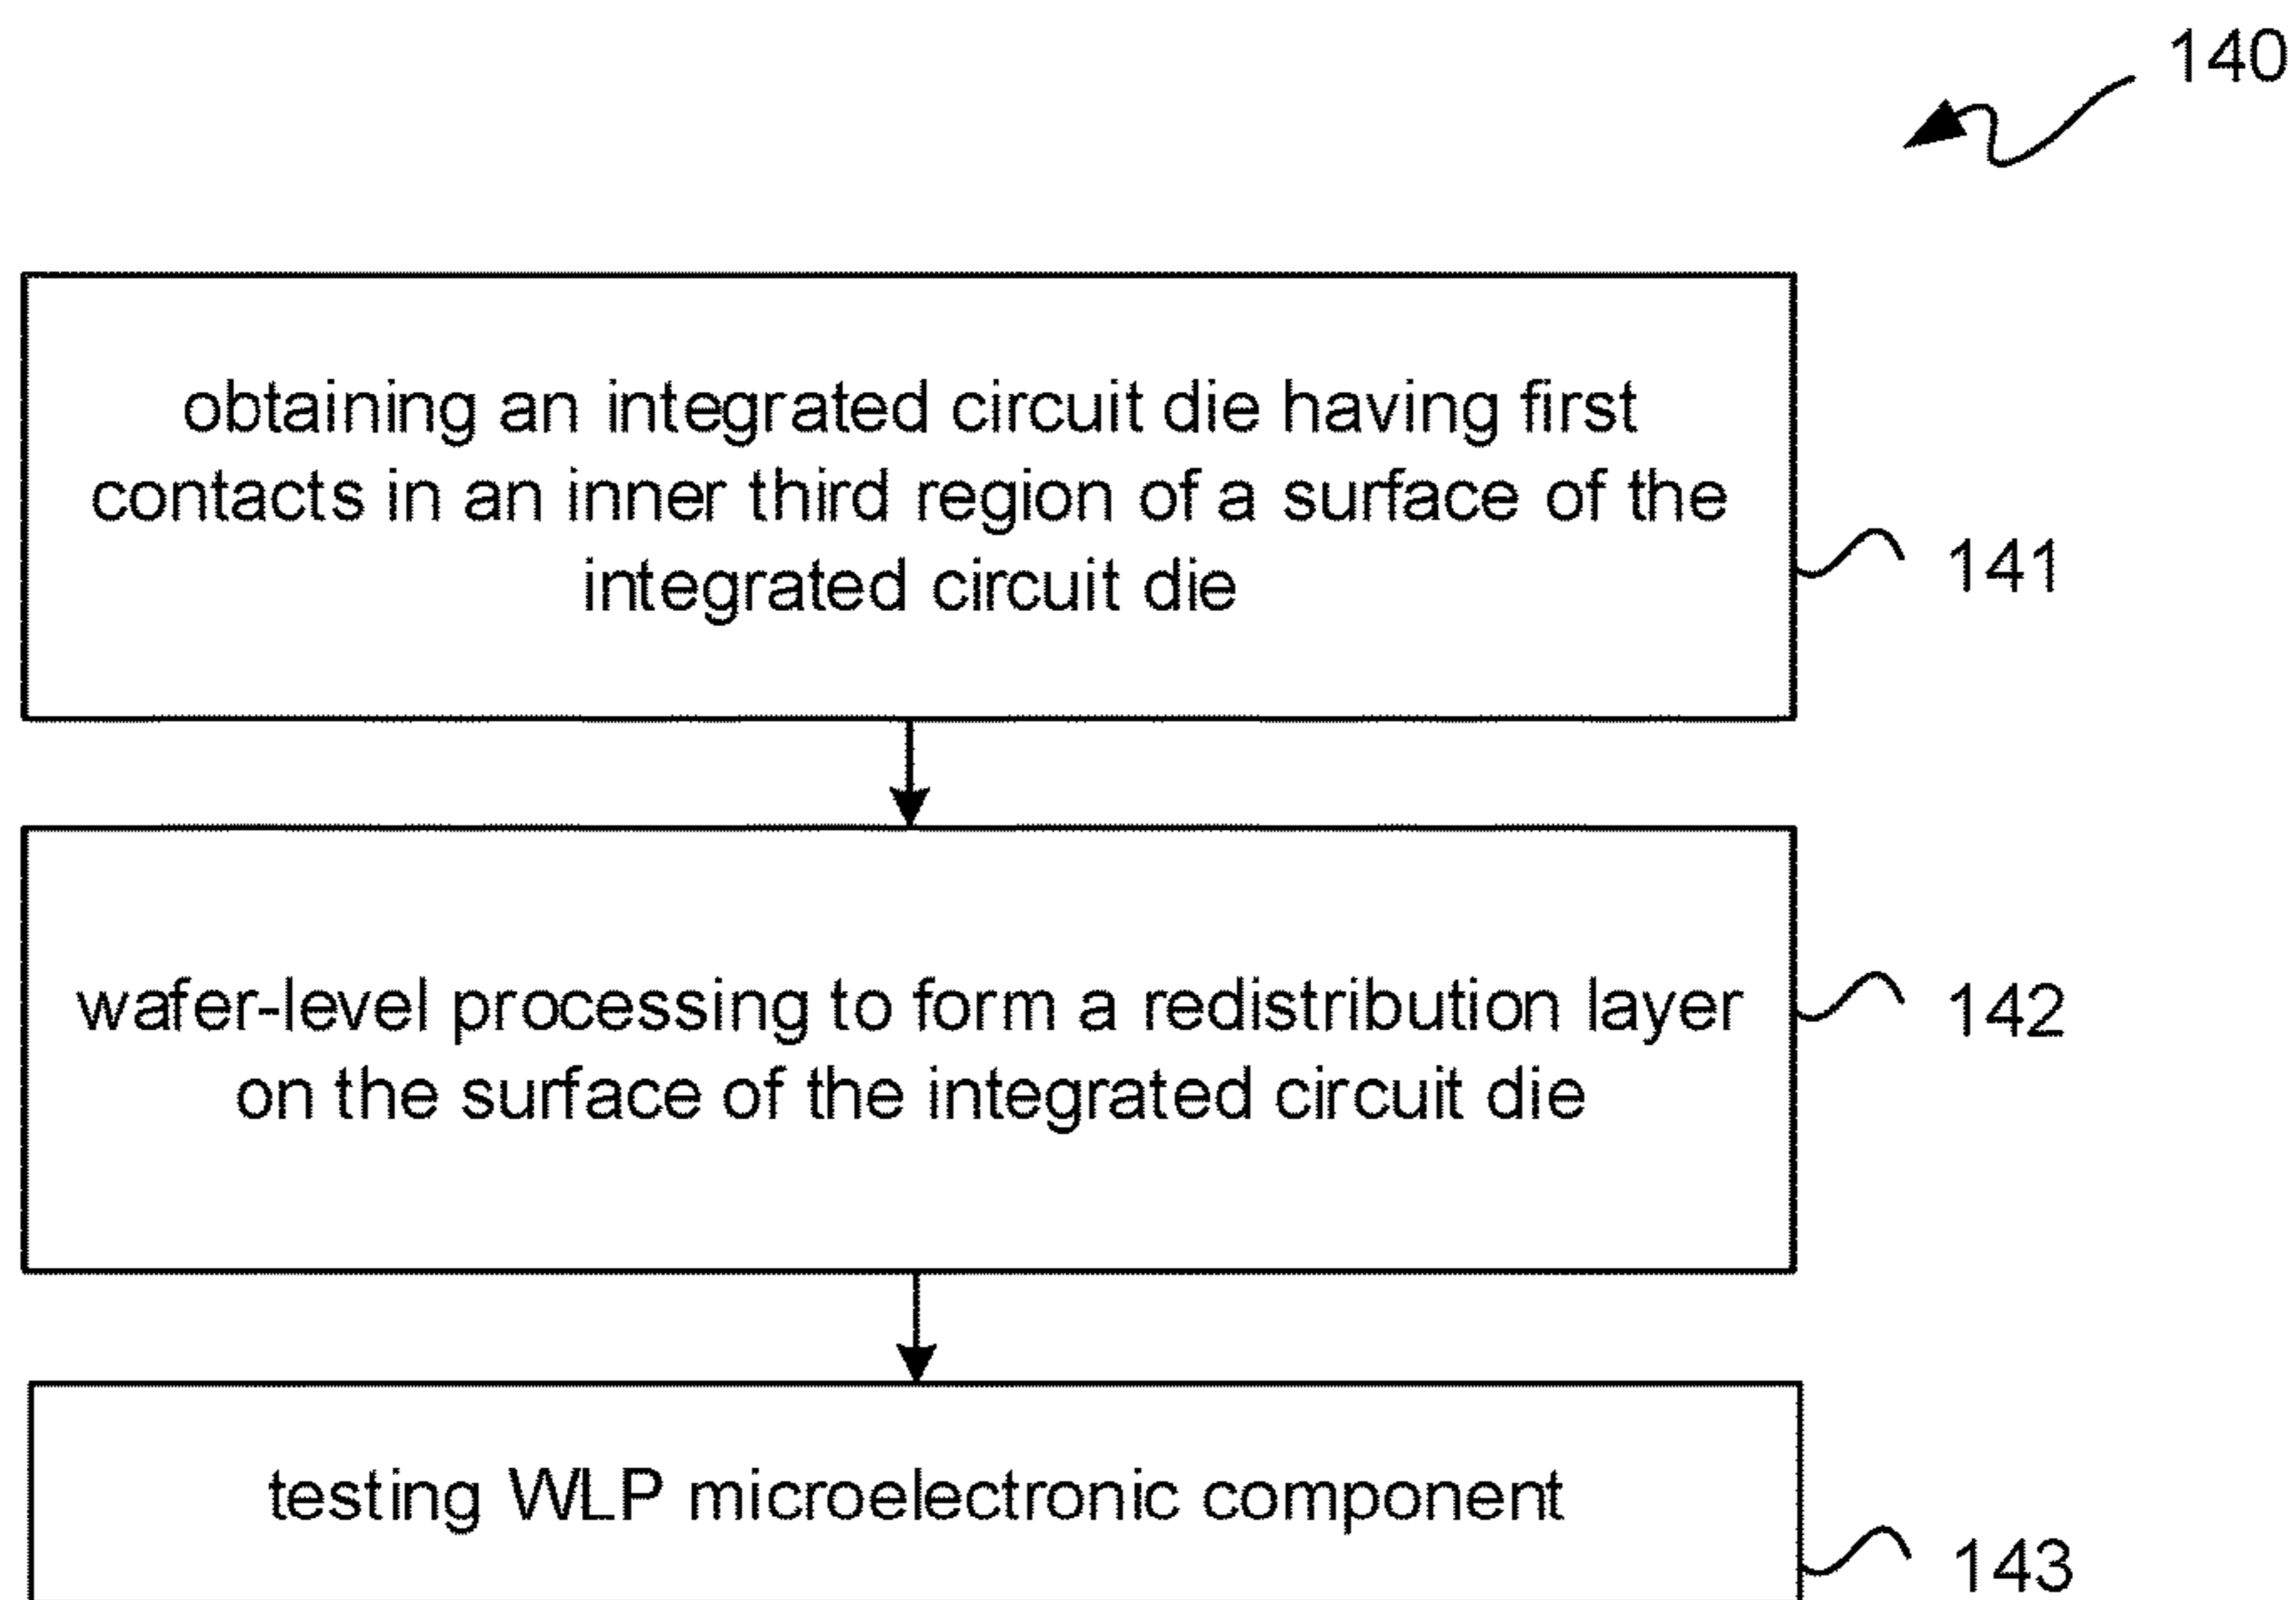 140
obtaining an integrated circuit die having first
contacts in an inner third region of a surface of the
integrated circuit die
141
wafer-level processing to form a redistribution layer
on the surface of the integrated circuit die
142
testing WLP microelectronic component
143